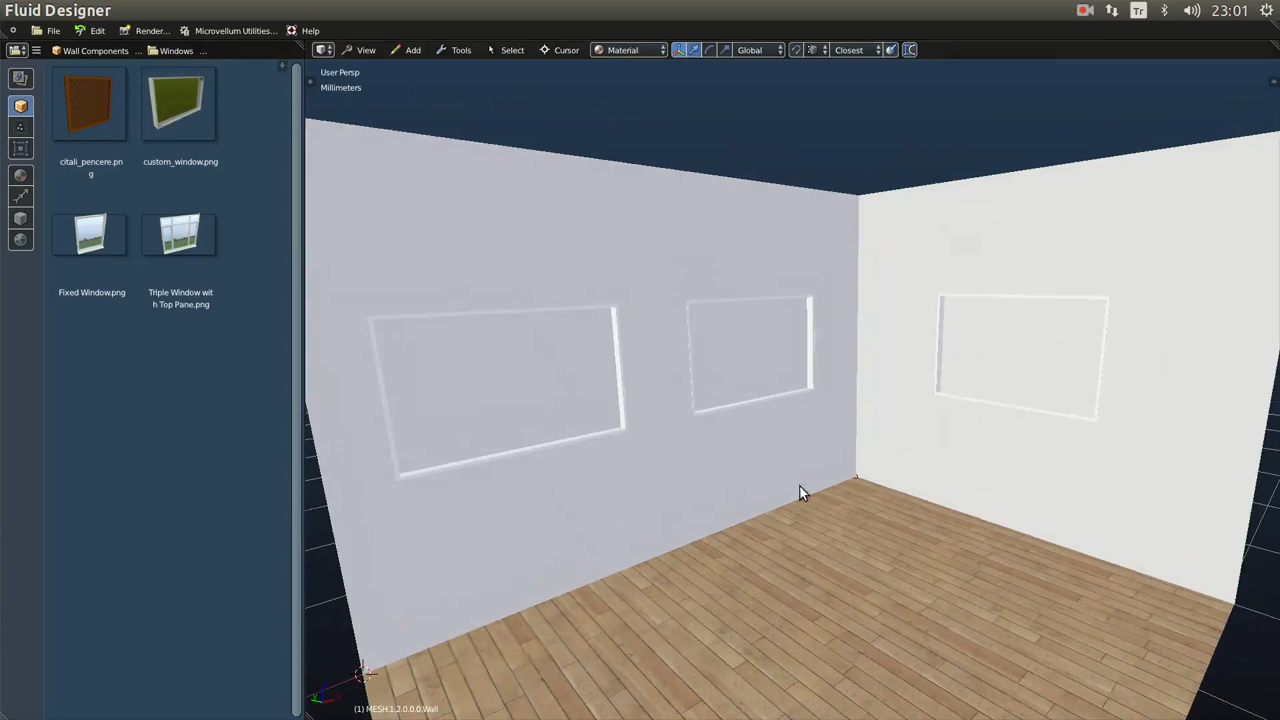 Fluid Designer
Tr
23:01
File
Edit
Render...
Microvellum Utilities...
Help
Wall Components ...
Windows ...
View
Add
Tools
Select
Cursor
Material
Global
Closest
User Persp
Millimeters
citali_pencere.pn
g
custom_window.png
Fixed Window.png
Triple Window wit
h Top Pane.png
(1) MESH.1.2.0.0.0.Wall